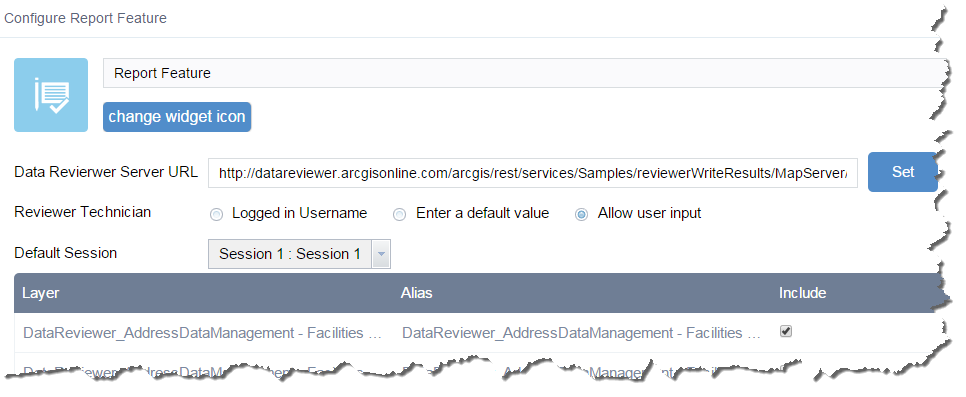 Configure Report Feature
Report Feature
change widget icon
Data Revierwer Server URL http://datareviewer.arcgisonline.com/arcgis/rest/services/Samples/reviewerWriteResults/MapServer/ Set
Reviewer Technician Logged in Username Enter a default value Allow user input
Default Session Session 1 : Session 1
Layer Alias Include
DataReviewer_AddressDataManagement - Facilities ... DataReviewer_AddressDataManagement - Facilities ...